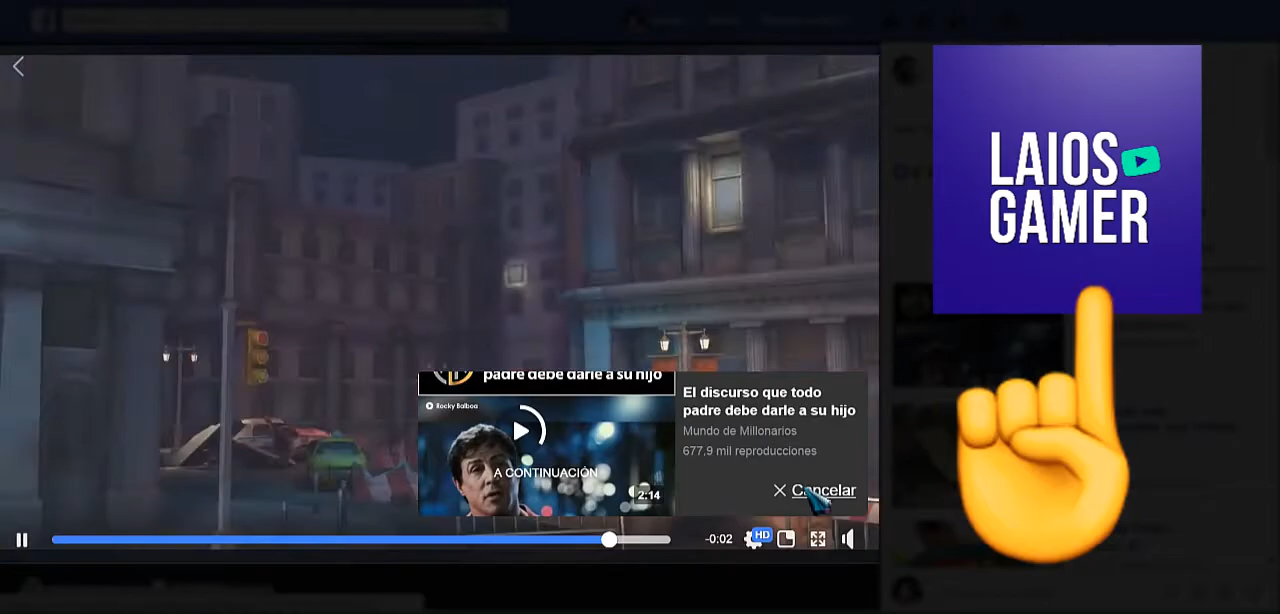 LAIOS
GAMER
padre debe darle a su hijo
Rocky Balboa
A CONTINUACIÓN
2:14
El discurso que todo
padre debe darle a su hijo
Mundo de Millonarios
677,9 mil reproducciones
Cancelar
-0:02
HD